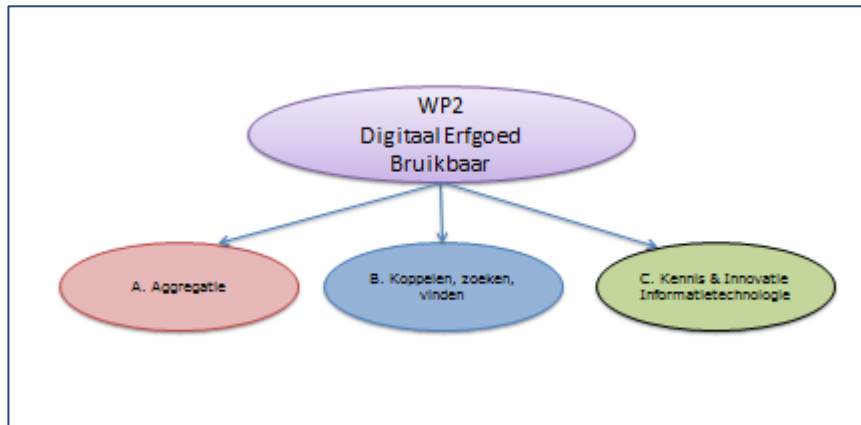 WP2
Digitaal Erfgoed
Bruikbaar
A. Aggregatie
B. Koppelen, zoeken,
vinden
C. Kennis & Innovatie
Informatietechnologie